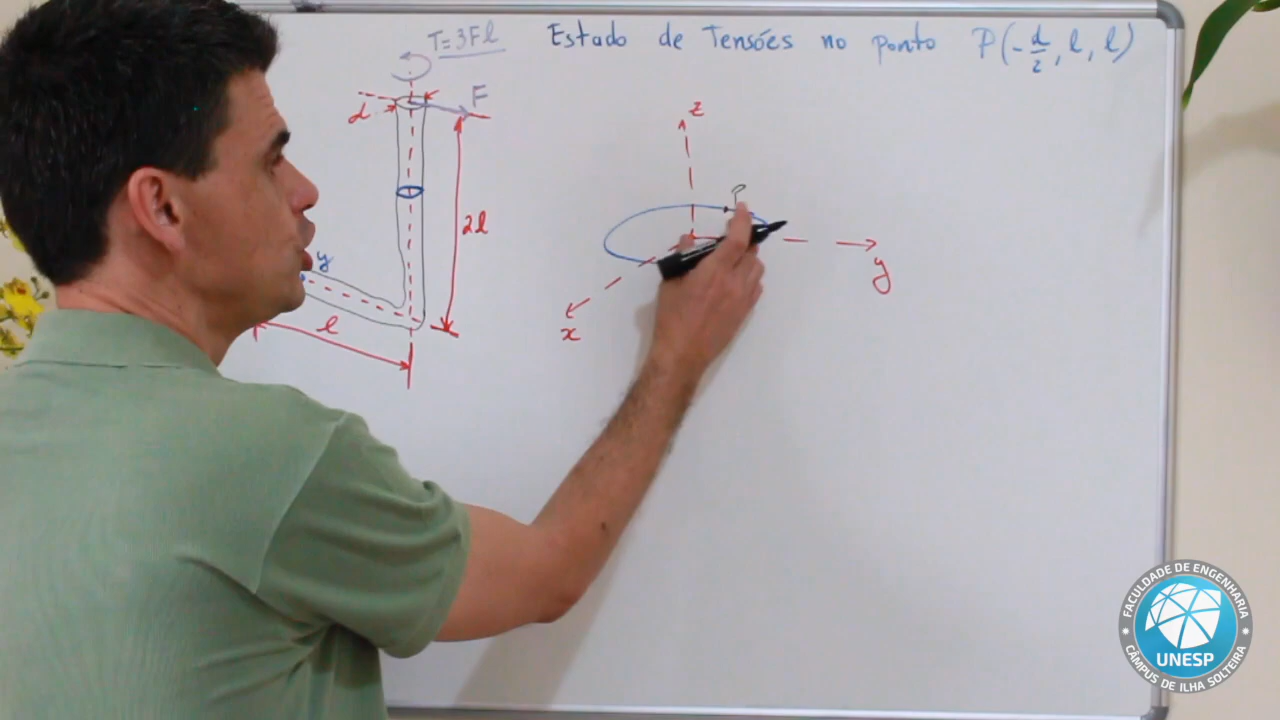 T=3Fl Estado de Tensões no ponto P(-d/2, l, l)
d
F
2l
y
l
z
P
y
x
FACULDADE DE ENGENHARIA
UNESP
CÂMPUS DE ILHA SOLTEIRA